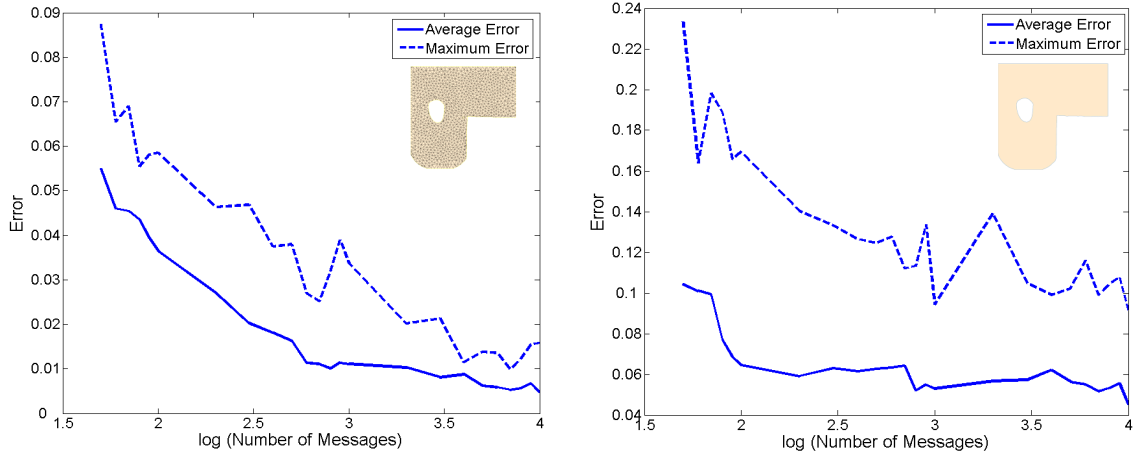 0.09
0.08
0.07
0.06
0.05
0.04
0.03
0.02
0.01
0
Error
1.5 2 2.5 3 3.5 4
log (Number of Messages)
Average Error
Maximum Error
0.24
0.22
0.2
0.18
0.16
0.14
0.12
0.1
0.08
0.06
0.04
Error
1.5 2 2.5 3 3.5 4
log (Number of Messages)
Average Error
Maximum Error